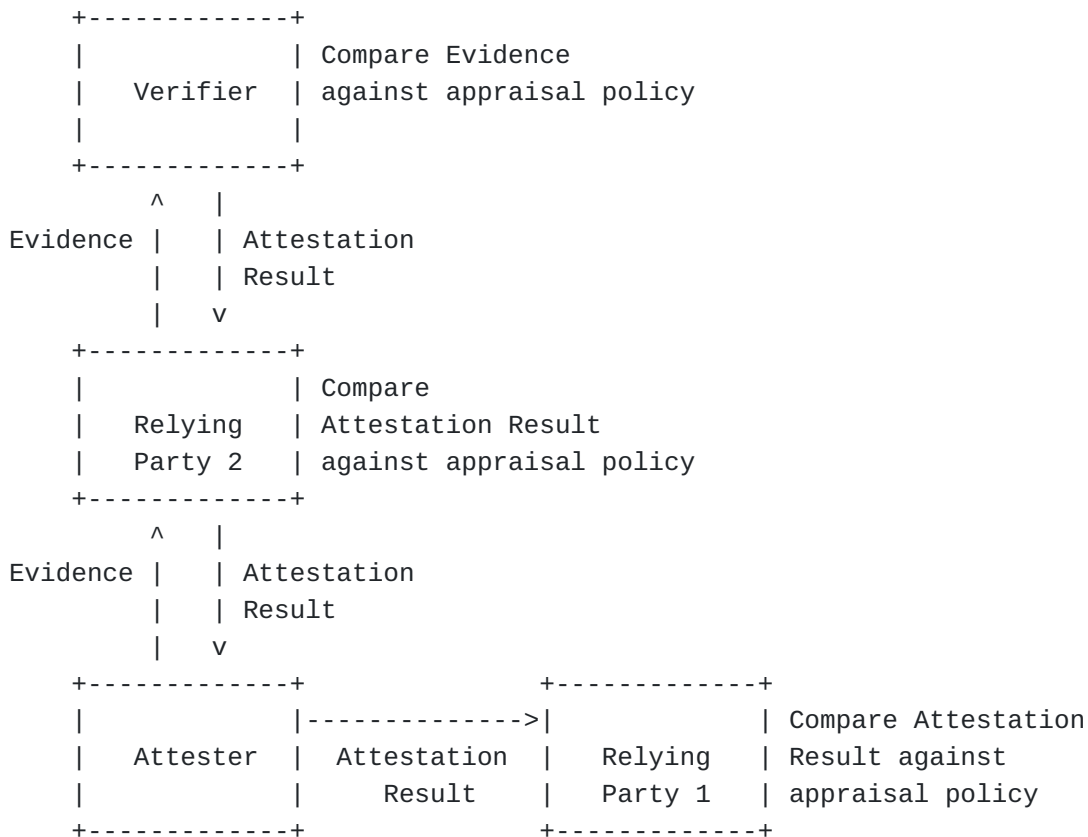 Compare Evidence
Verifier against appraisal policy
Evidence Attestation
Result
Compare
Relying Attestation Result
Party 2 against appraisal policy
Evidence Attestation
Result
Compare Attestation
Attester Attestation Relying Result against
Result Party 1 appraisal policy